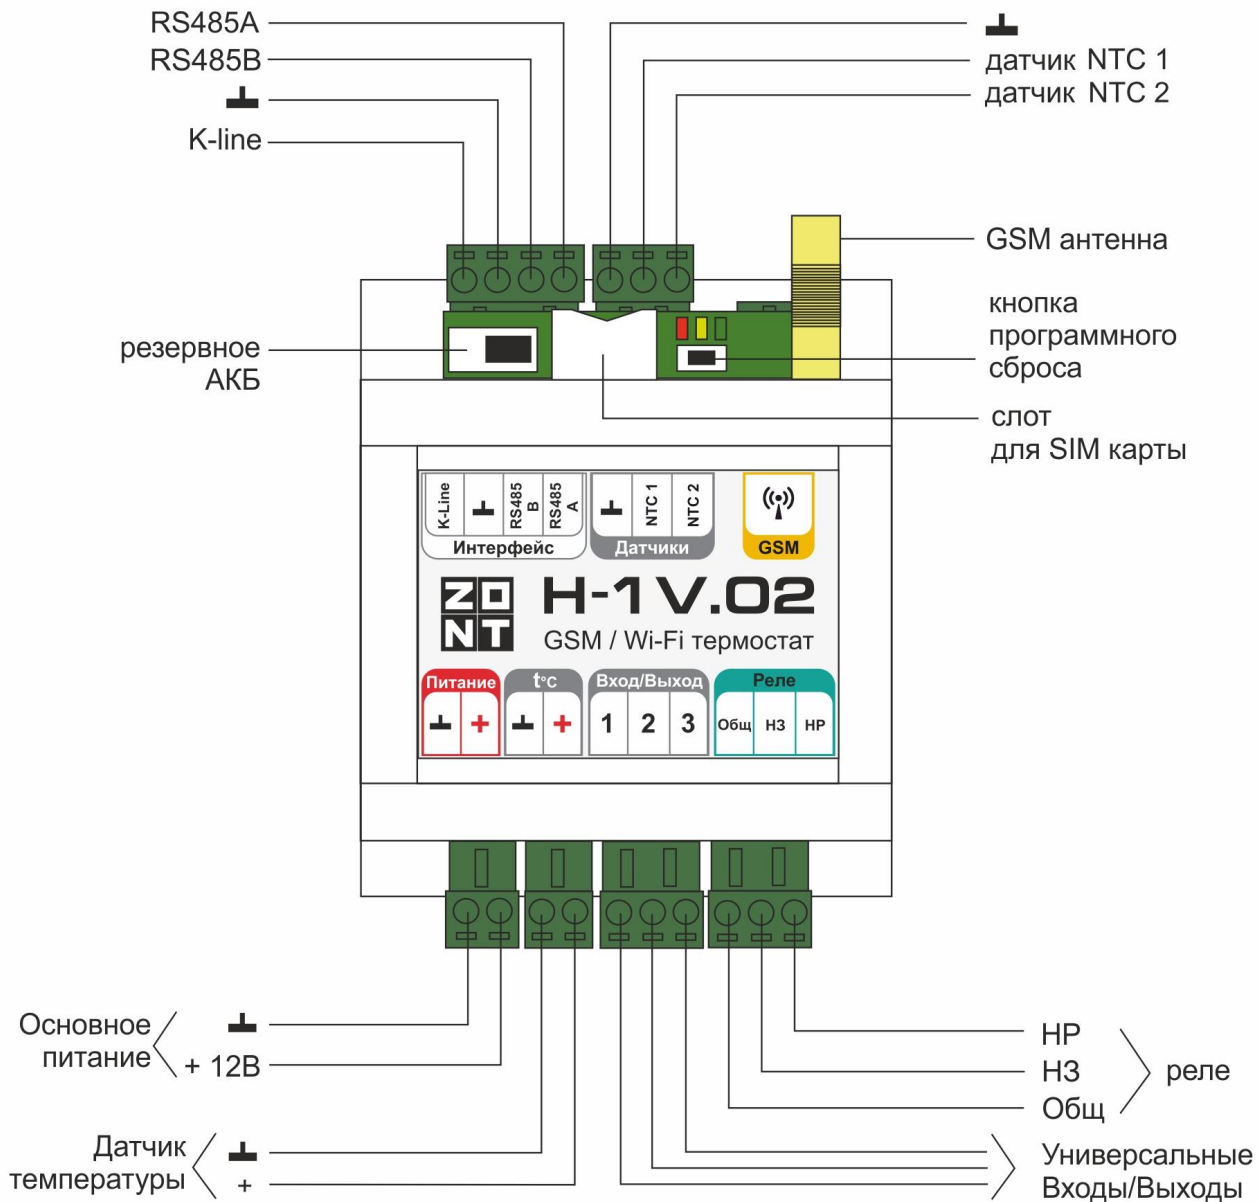 RS485A
RS485B
K-line
датчик NTC 1
датчик NTC 2
GSM антенна
кнопка
программного
сброса
резервное
АКБ
слот
для SIM карты
K-Line
RS485
B
RS485
A
NTC 1
NTC 2
Интерфейс
Датчики
GSM
ZONT
H-1V.02
GSM / Wi-Fi термостат
Питание
t°C
Вход/Выход
Реле
+
+
1
2
3
Общ
НЗ
НР
Основное
питание
+ 12В
Датчик
температуры
+
НР
НЗ
Общ
реле
Универсальные
Входы/Выходы